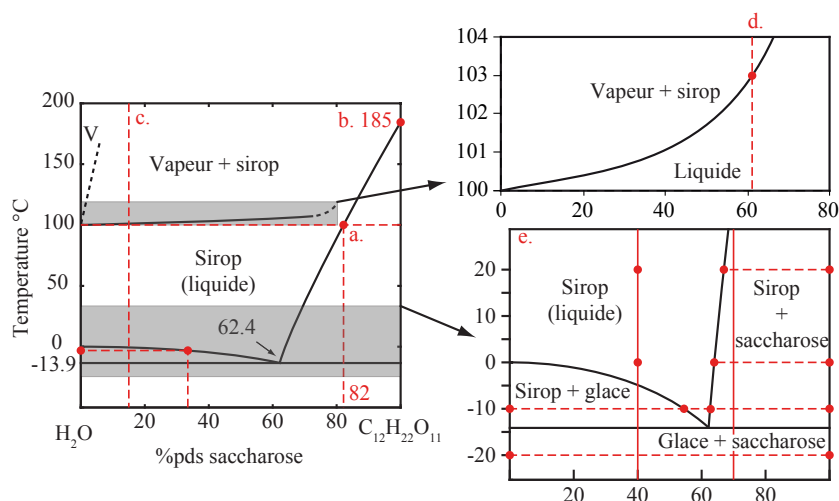 d.
104
103
102
101
100
Vapeur + sirop
Liquide
0 20 40 60 80
Temperature °C
200
150
100
50
0
-13.9
c.
V
b. 185
Vapeur + sirop
a.
Sirop
(liquide)
62.4
82
H2O
20 40 60 80
C12H22O11
%pds saccharose
e.
20
0
-10
-20
Sirop
(liquide)
Sirop
+
saccharose
Sirop + glace
Glace + saccharose
20 40 60 80